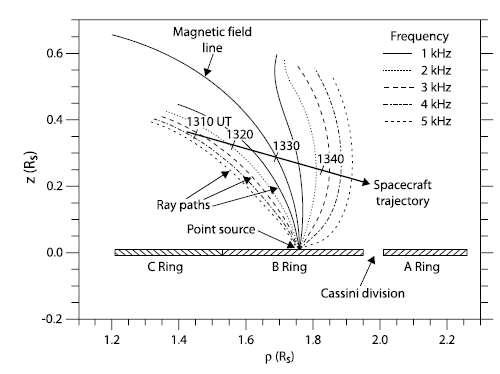 Magnetic field
line
Frequency
1 kHz
2 kHz
3 kHz
4 kHz
5 kHz
0.6
0.4
0.2
0.0
-0.2
z (Rs)
1310 UT
1320
1330
1340
Spacecraft
trajectory
Ray paths
Point source
C Ring
B Ring
A Ring
Cassini division
1.2
1.4
1.6
1.8
2.0
2.2
ρ (Rs)